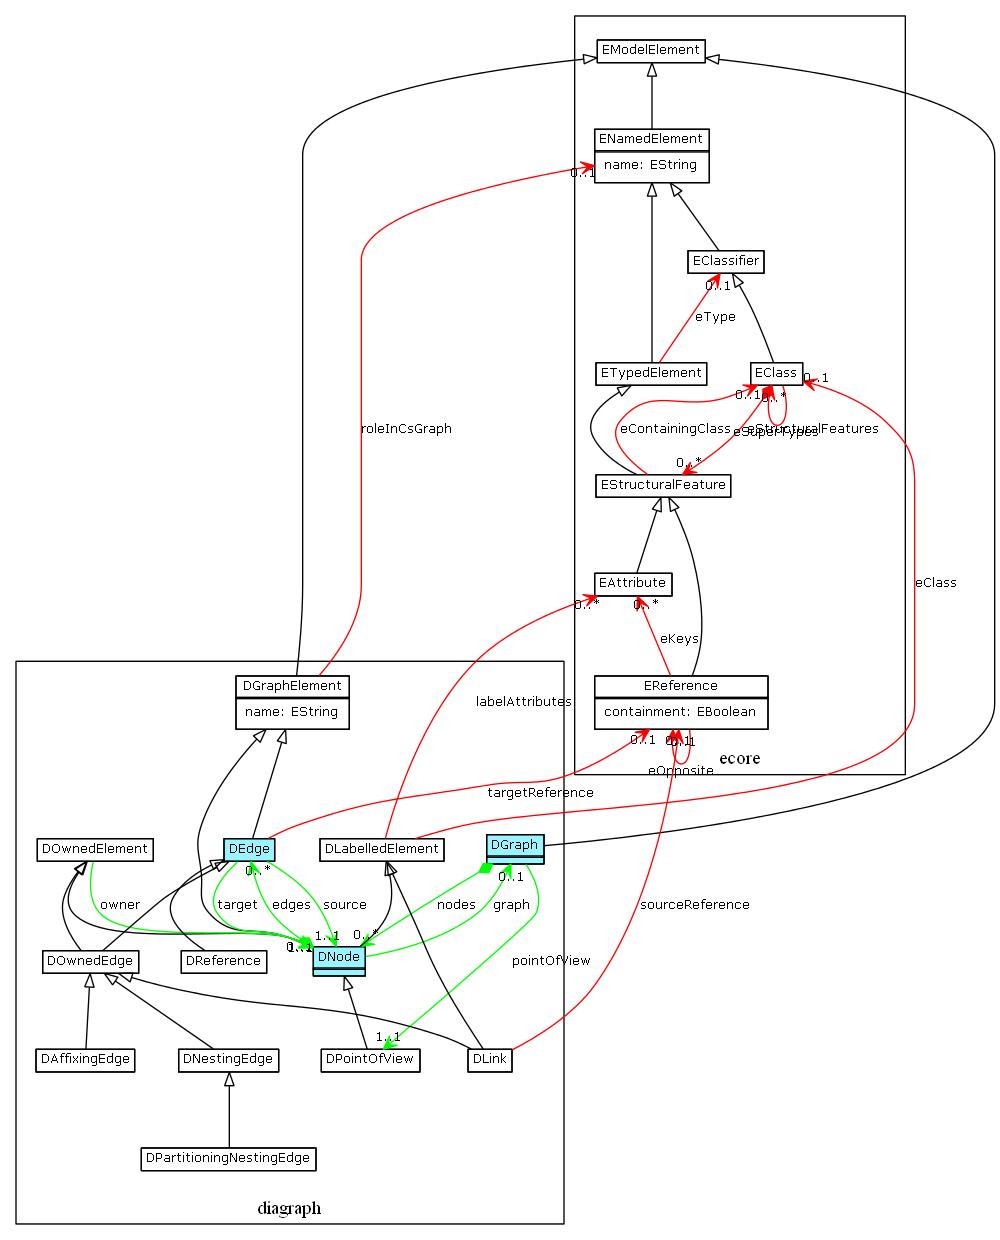 EModelElement
ENamedElement
name: EString
0..1
EClassifier
0..1
eType
ETypedElement
EClass
0..1
0..1
0..*
roleInCsGraph
eContainingClass
eSuperTypes
eStructuralFeatures
0..*
EStructuralFeature
EAttribute
0..*
0..*
eClass
eKeys
DGraphElement
name: EString
EReference
containment: EBoolean
labelAttributes
0..1
0..1
0..1
ecore
eOpposite
targetReference
DOwnedElement
DEdge
DLabelledElement
DGraph
0..*
0..1
owner
target
edges
source
nodes
graph
sourceReference
1..1
0..*
1..1
DOwnedEdge
DReference
DNode
pointOfView
1..1
DAffixingEdge
DNestingEdge
DPointOfView
DLink
DPartitioningNestingEdge
diagraph